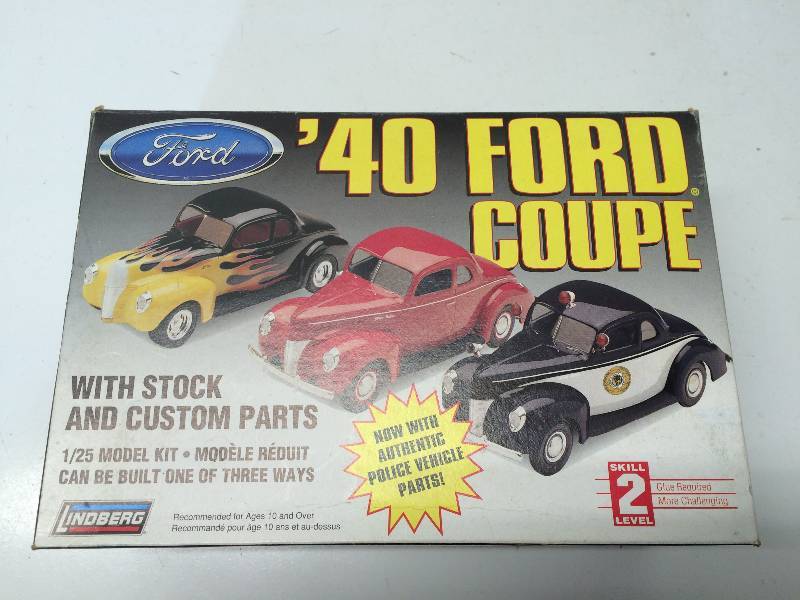 Ford
'40 FORD
COUPE
WITH STOCK
AND CUSTOM PARTS
1/25 MODEL KIT • MODÈLE RÉDUIT
CAN BE BUILT ONE OF THREE WAYS
NOW WITH
AUTHENTIC
POLICE VEHICLE
PARTS!
SKILL
2
LEVEL
Glue Required
More Challenging
LINDBERG
Recommended for Ages 10 and Over
Recommandé pour âge 10 ans et au-dessus